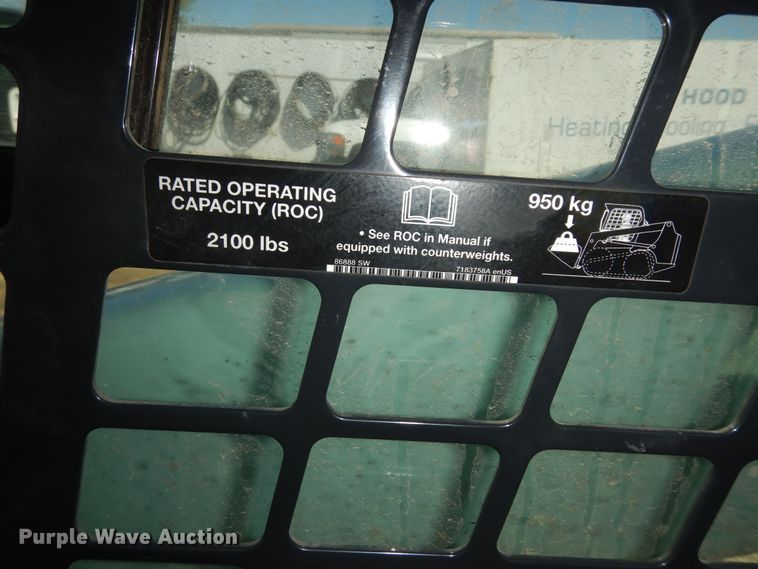 HOOD
Heating Cooling
RATED OPERATING
CAPACITY (ROC)
2100 lbs
• See ROC in Manual if
equipped with counterweights.
950 kg
86888 SW
7183758A enUS
Purple Wave Auction